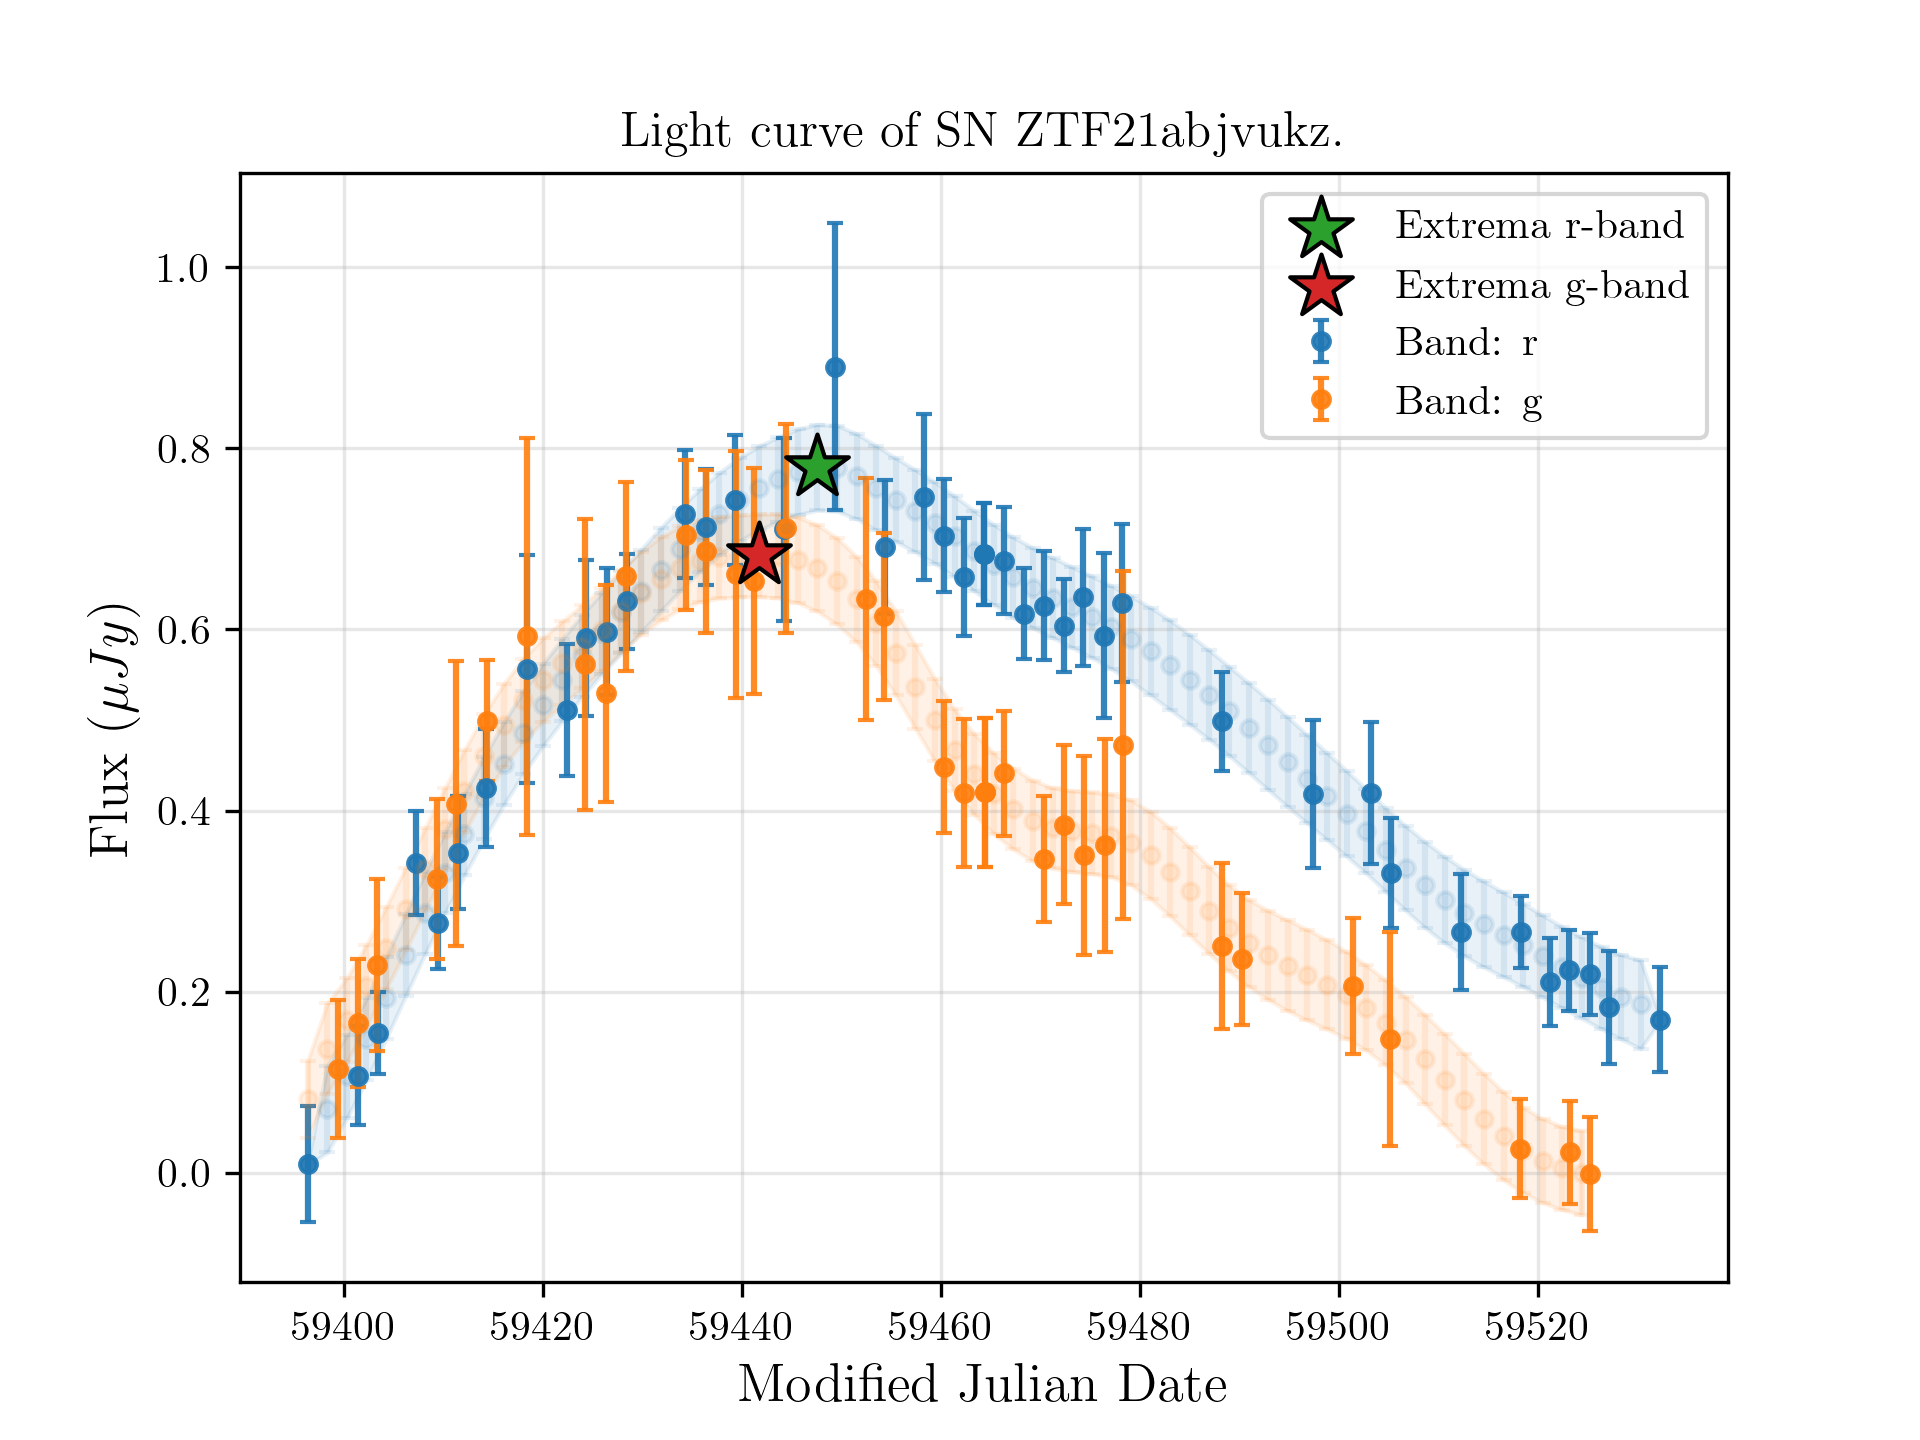 Light curve of SN ZTF21abjvukz.
Extrema r-band
Extrema g-band
Band: r
Band: g
1.0
0.8
0.6
0.4
0.2
0.0
Flux (μJy)
59400 59420 59440 59460 59480 59500 59520
Modified Julian Date